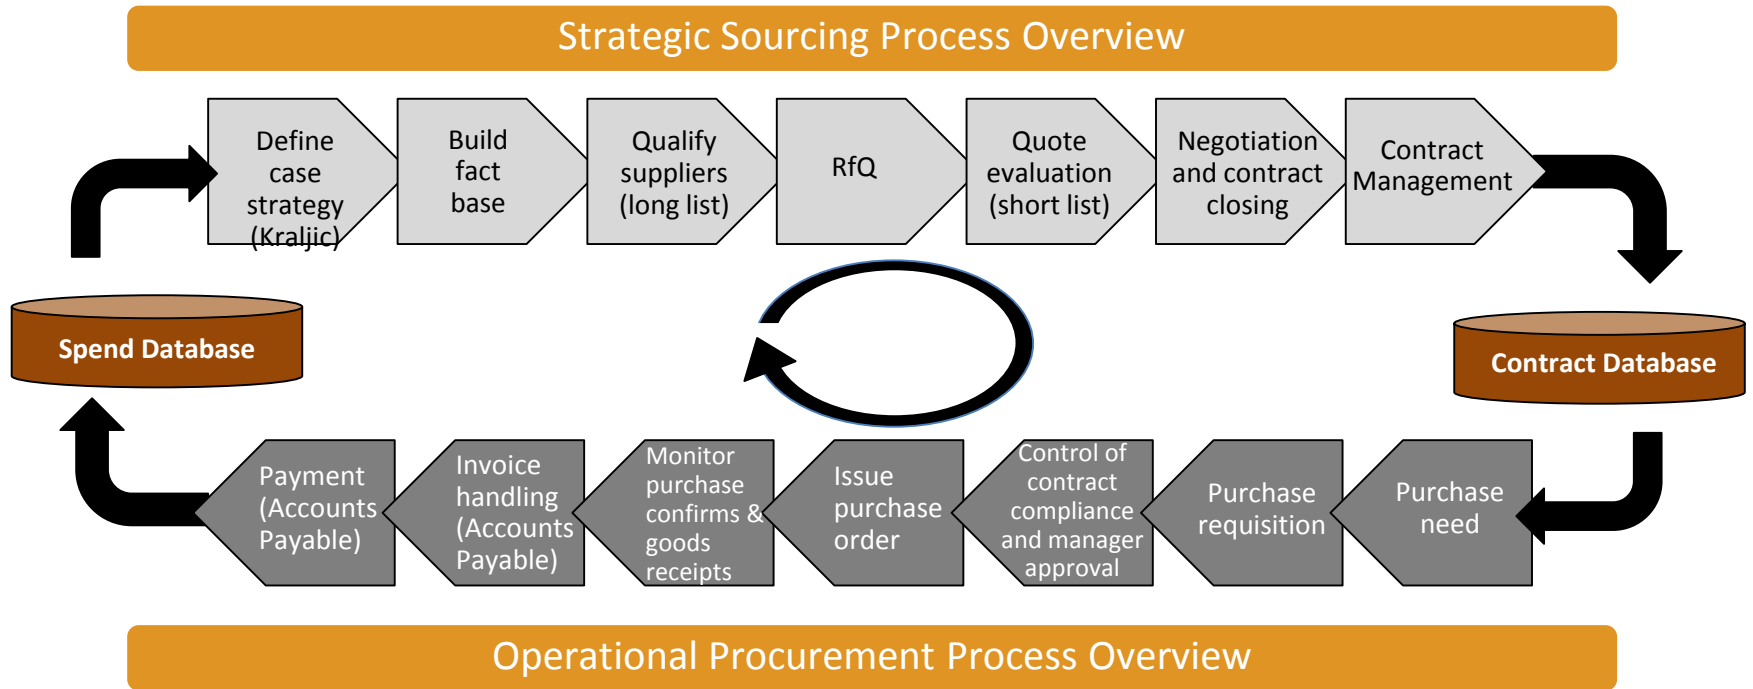 Strategic Sourcing Process Overview
Define
case
strategy
(Kraljic)
Build
fact
base
Qualify
suppliers
(long list)
RfQ
Quote
evaluation
(short list)
Negotiation
and contract
closing
Contract
Management
Spend Database
Contract Database
Payment
(Accounts
Payable)
Invoice
handling
(Accounts
Payable)
Monitor
purchase
confirms &
goods
receipts
Issue
purchase
order
Control of
contract
compliance
and manager
approval
Purchase
requisition
Purchase
need
Operational Procurement Process Overview